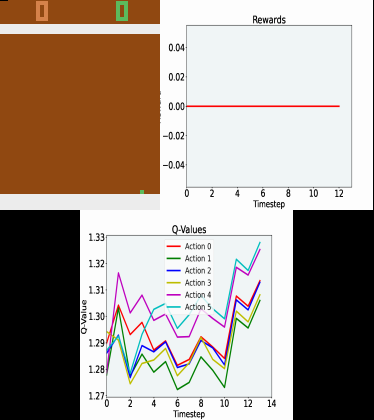 0 0
Rewards
0.04
0.02
0.00
−0.02
−0.04
0 2 4 6 8 10 12
Timestep
Q-Values
1.33
1.32
1.31
1.30
1.29
1.28
1.27
Q-Value
Action 0
Action 1
Action 2
Action 3
Action 4
Action 5
0 2 4 6 8 10 12 14
Timestep